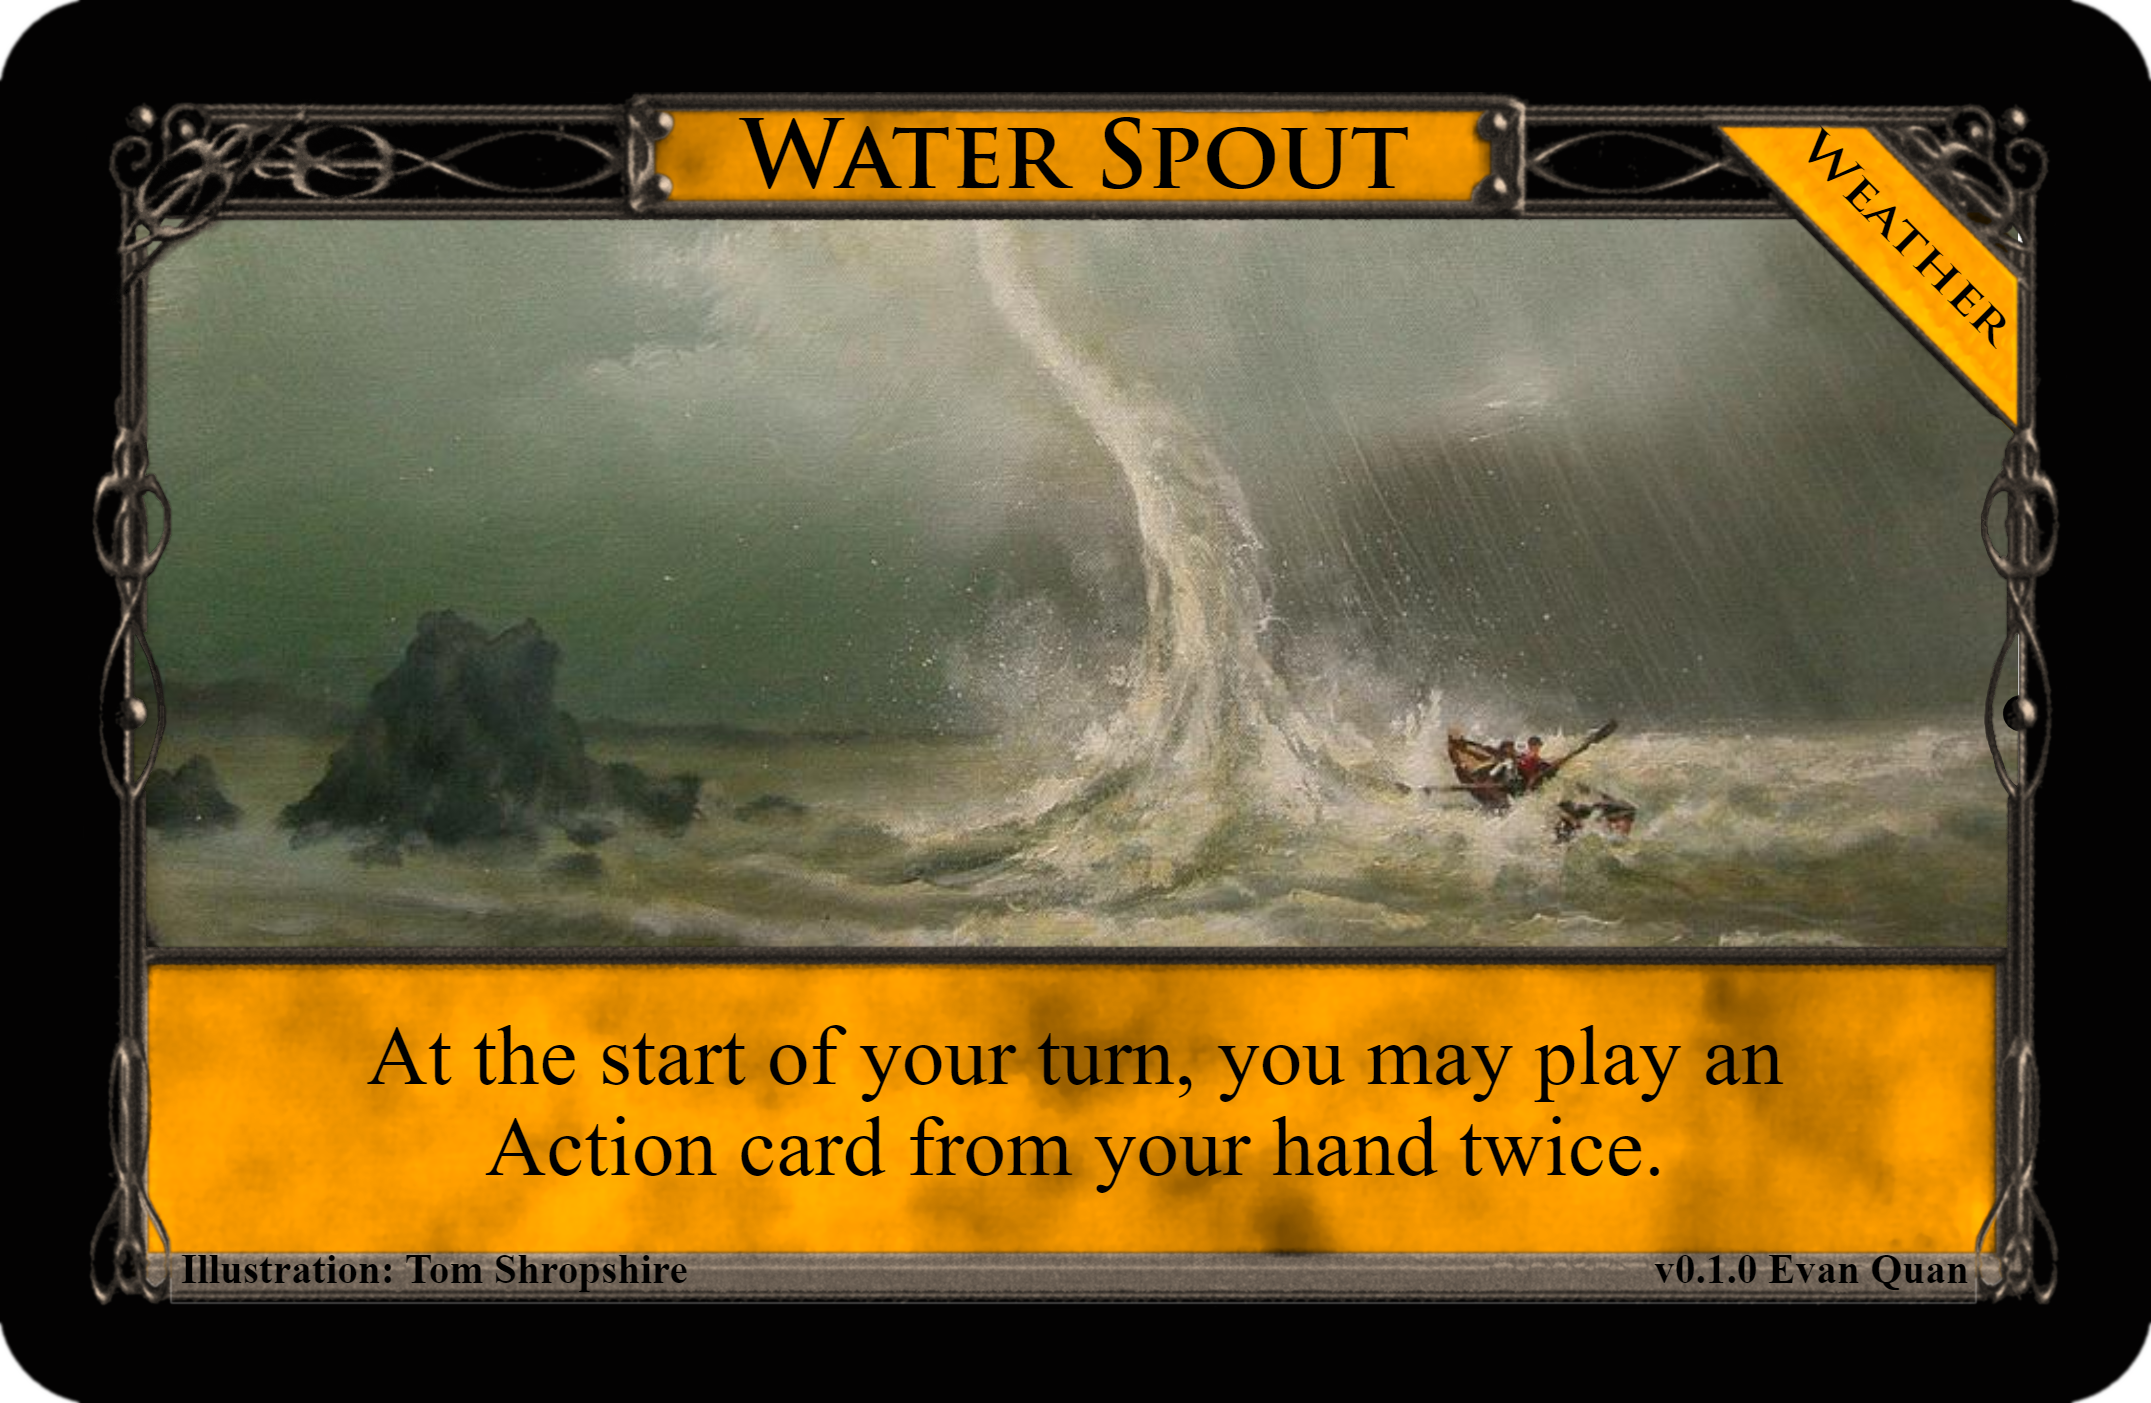 Water Spout
Weather
At the start of your turn, you may play an
Action card from your hand twice.
Illustration: Tom Shropshire
v0.1.0 Evan Quan